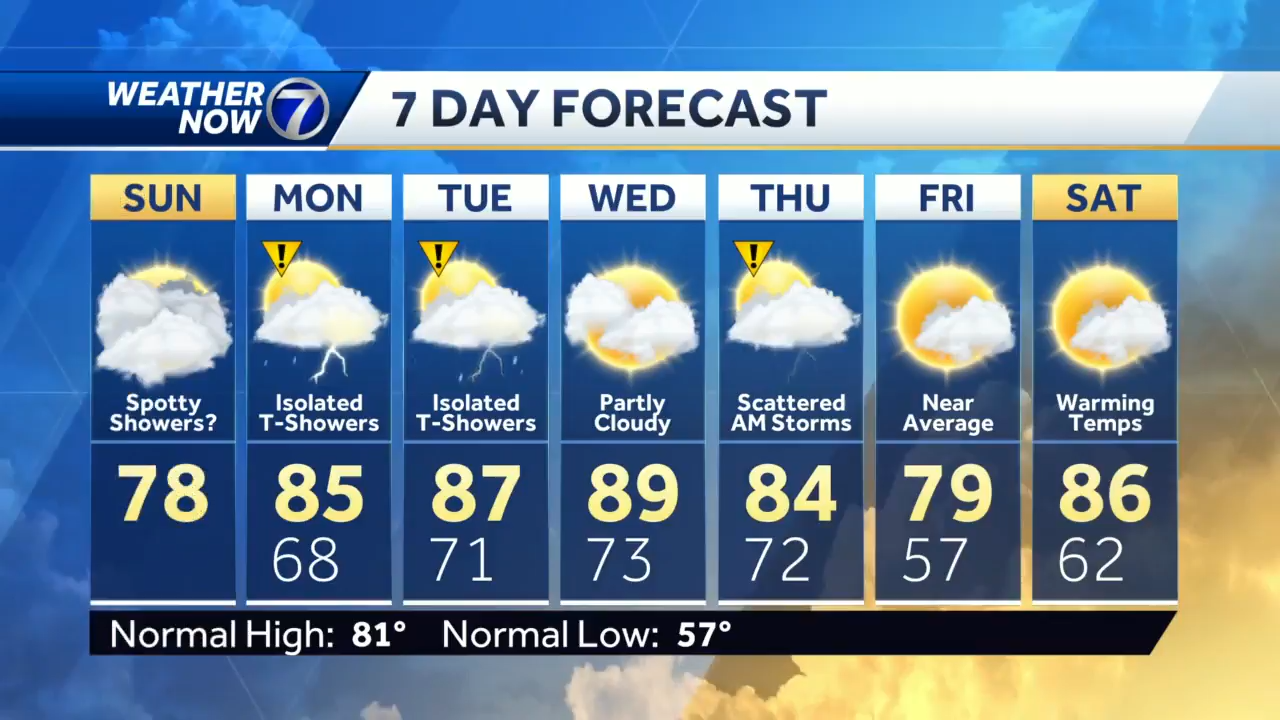 WEATHER
NOW 7
7 DAY FORECAST
SUN MON TUE WED THU FRI SAT
! ! !
Spotty
Showers?
Isolated
T-Showers
Isolated
T-Showers
Partly
Cloudy
Scattered
AM Storms
Near
Average
Warming
Temps
78 85 87 89 84 79 86
68 71 73 72 57 62
Normal High: 81° Normal Low: 57°